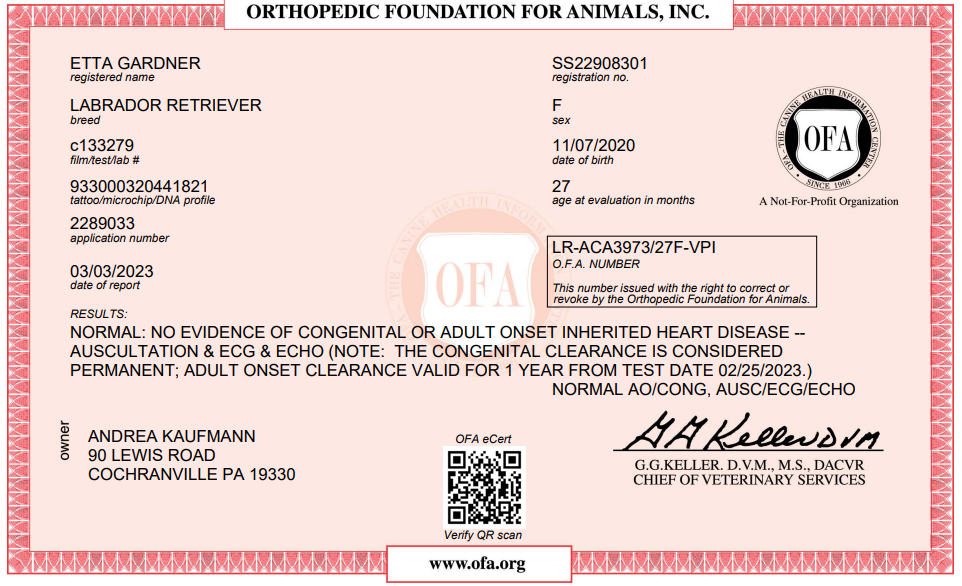 ORTHOPEDIC FOUNDATION FOR ANIMALS, INC.
ETTA GARDNER
registered name
SS22908301
registration no.
LABRADOR RETRIEVER
breed
F
sex
c133279
film/test/lab #
11/07/2020
date of birth
933000320441821
tattoo/microchip/DNA profile
27
age at evaluation in months
OFA - THE CANINE HEALTH INFORMATION CENTER
OFA
SINCE 1966
A Not-For-Profit Organization
2289033
application number
LR-ACA3973/27F-VPI
O.F.A. NUMBER
This number issued with the right to correct or
revoke by the Orthopedic Foundation for Animals.
03/03/2023
date of report
OFA
RESULTS:
NORMAL: NO EVIDENCE OF CONGENITAL OR ADULT ONSET INHERITED HEART DISEASE --
AUSCULTATION & ECG & ECHO (NOTE: THE CONGENITAL CLEARANCE IS CONSIDERED
PERMANENT; ADULT ONSET CLEARANCE VALID FOR 1 YEAR FROM TEST DATE 02/25/2023.)
NORMAL AO/CONG, AUSC/ECG/ECHO
owner
ANDREA KAUFMANN
90 LEWIS ROAD
COCHRANVILLE PA 19330
OFA eCert
Verify QR scan
GG Keller DVM
G.G.KELLER. D.V.M., M.S., DACVR
CHIEF OF VETERINARY SERVICES
www.ofa.org